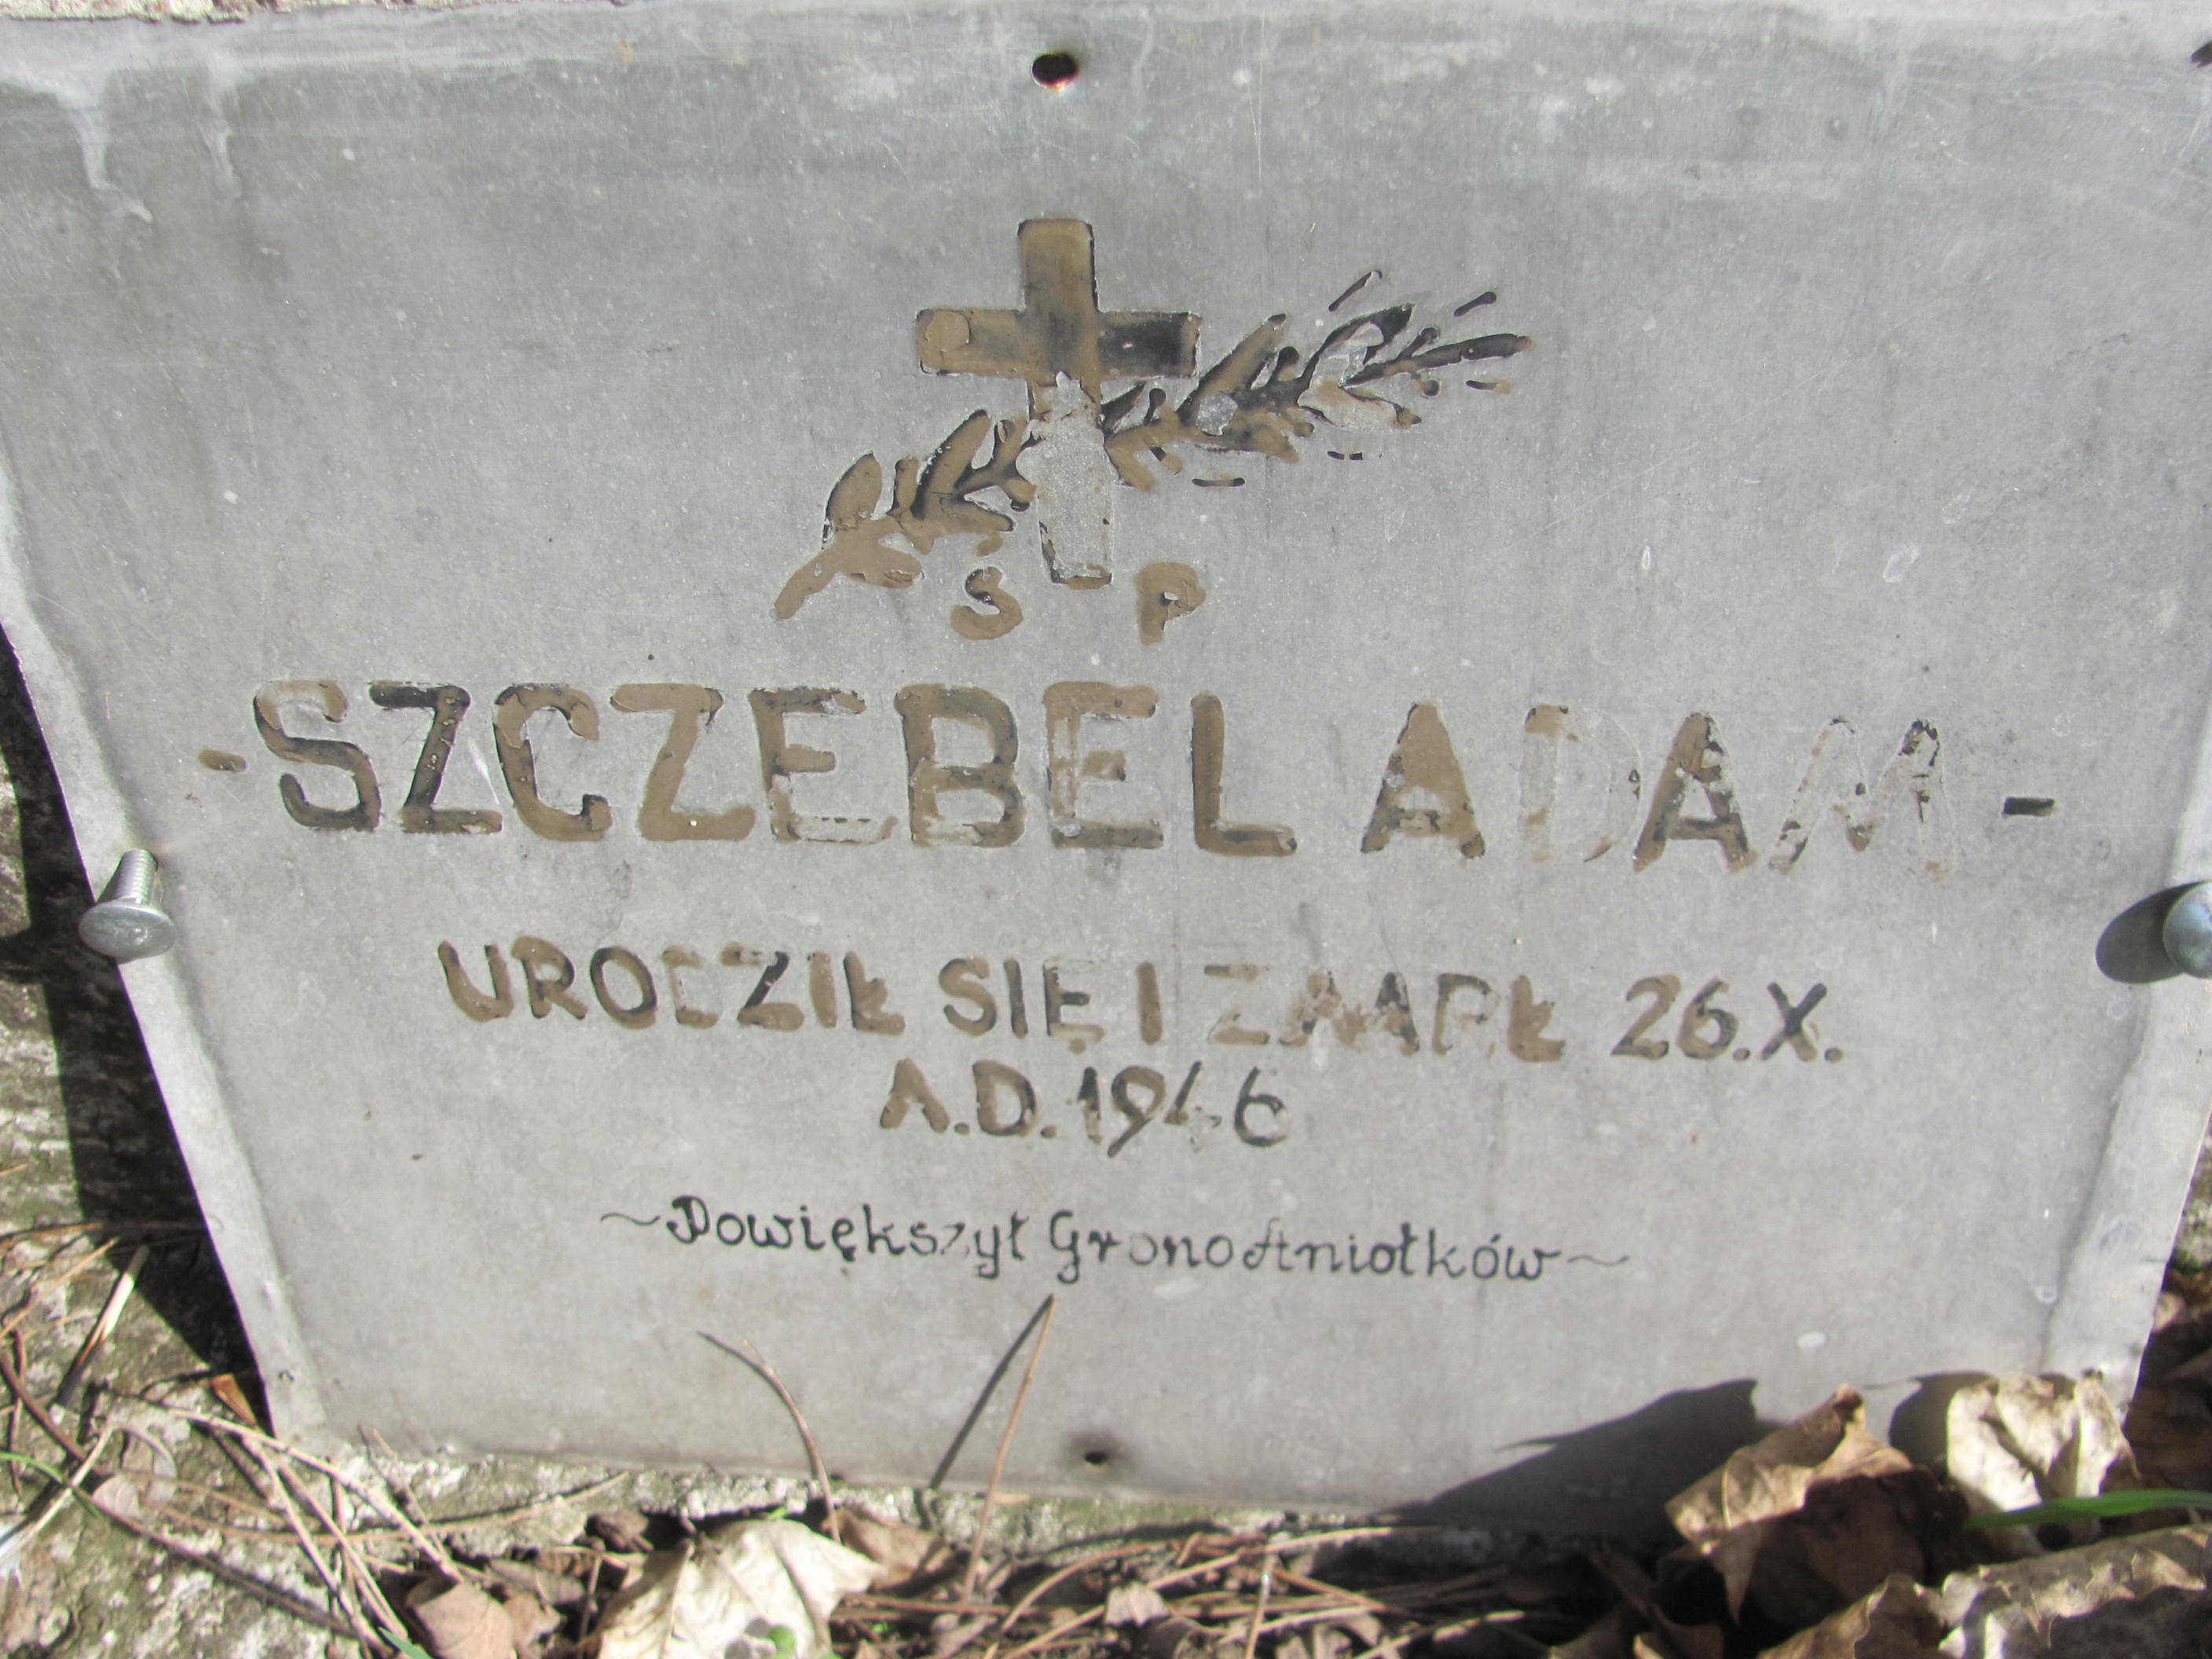 Ś P
-SZCZEBEL ADAM-
URODZIŁ SIĘ I ZMARŁ 26.X.
A.D. 1946
~Powiększył Grono Aniołków~